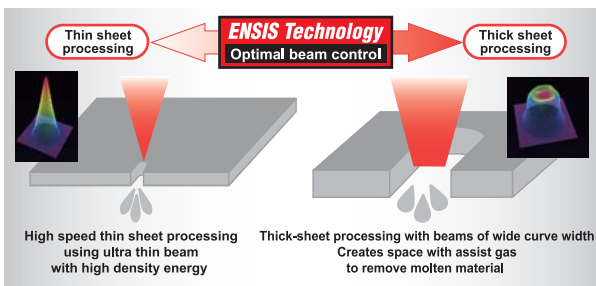 Thin sheet
processing
ENSIS Technology
Optimal beam control
Thick sheet
processing
High speed thin sheet processing
using ultra thin beam
with high density energy
Thick-sheet processing with beams of wide curve width
Creates space with assist gas
to remove molten material